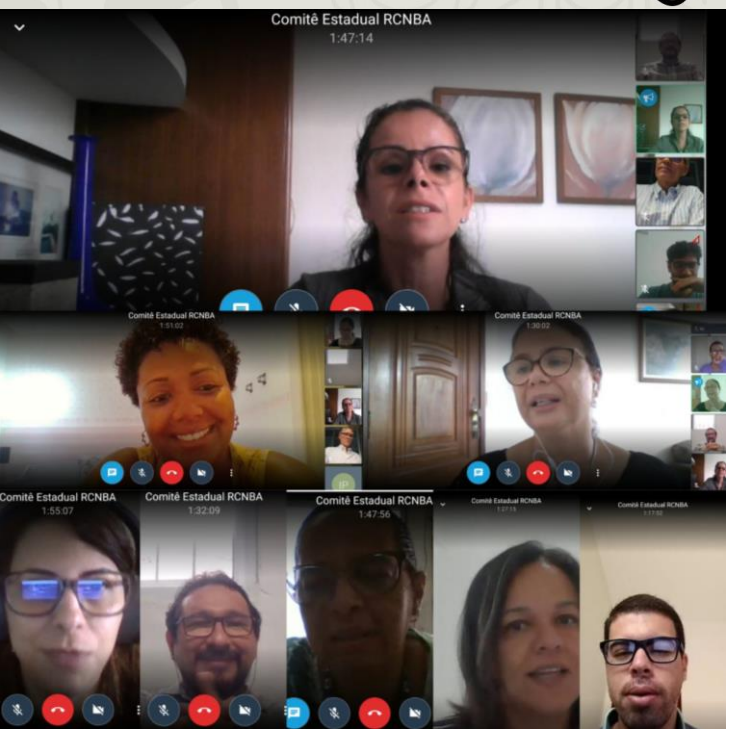 Comitê Estadual RCNBA
1:47:14
Comitê Estadual RCNBA
1:51:02
Comitê Estadual RCNBA
1:30:02
IP
Comitê Estadual RCNBA
1:55:07
Comitê Estadual RCNBA
1:32:09
Comitê Estadual RCNBA
1:47:56
Comitê Estadual RCNBA
Comitê Estadual RCNBA